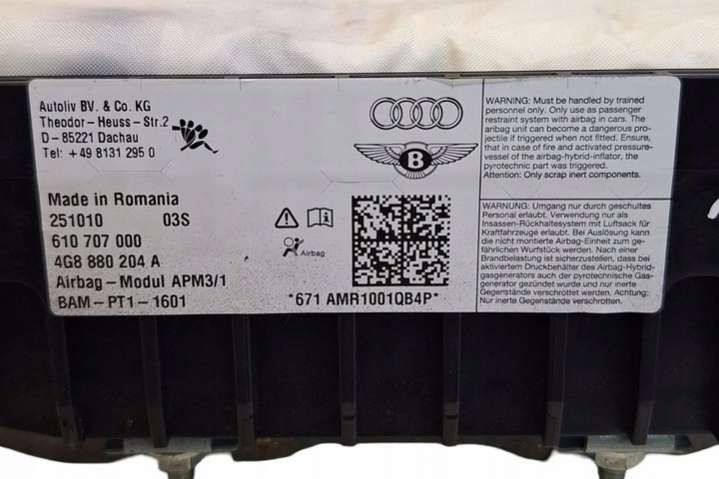 Autoliv BV. & Co. KG
Theodor-Heuss-Str.2
D-85221 Dachau
Tel: +49 8131 295 0
B
Made in Romania
251010 03S
610 707 000
4G8 880 204 A
Airbag-Modul APM3/1
BAM-PT1-1601
Airbag
*671 AMR1001QB4P*
WARNING: Must be handled by trained
personnel only. Only use as passenger
restraint system with airbag in cars. The
airbag unit can become a dangerous pro-
jectile if triggered when not fitted. Ensure,
that in case of fire and activated pressure-
vessel of the airbag-hybrid-inflator, the
pyrotechnic part was triggered.
Attention: Only scrap inert components.
WARNUNG: Umgang nur durch geschultes
Personal erlaubt. Verwendung nur als
Insassen-Rückhaltesystem mit Luftsack für
Kraftfahrzeuge erlaubt. Bei Auslösung kann
die nicht montierte Airbag-Einheit zum ge-
fährlichen Wurfstück werden. Nach einer
Brandbelastung ist sicherzustellen, dass bei
aktiviertem Druckbehälter des Airbag-Hybrid-
gasgenerators auch der pyrotechnische Gas-
generator gezündet wurde und nicht in
einem Stück verschrotten. Achtung:
Nur inerte Gegenstände verschrotten.